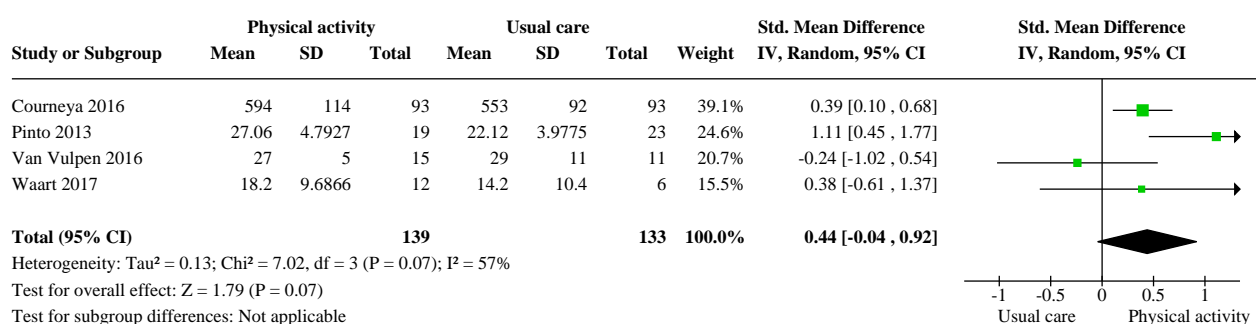 Physical activity Usual care Std. Mean Difference Std. Mean Difference
Study or Subgroup Mean SD Total Mean SD Total Weight IV, Random, 95% CI IV, Random, 95% CI
Courneya 2016 594 114 93 553 92 93 39.1% 0.39 [0.10 , 0.68]
Pinto 2013 27.06 4.7927 19 22.12 3.9775 23 24.6% 1.11 [0.45 , 1.77]
Van Vulpen 2016 27 5 15 29 11 11 20.7% -0.24 [-1.02 , 0.54]
Waart 2017 18.2 9.6866 12 14.2 10.4 6 15.5% 0.38 [-0.61 , 1.37]
Total (95% CI) 139 133 100.0% 0.44 [-0.04 , 0.92]
Heterogeneity: Tau² = 0.13; Chi² = 7.02, df = 3 (P = 0.07); I² = 57%
Test for overall effect: Z = 1.79 (P = 0.07)
-1 -0.5 0 0.5 1
Test for subgroup differences: Not applicable Usual care Physical activity